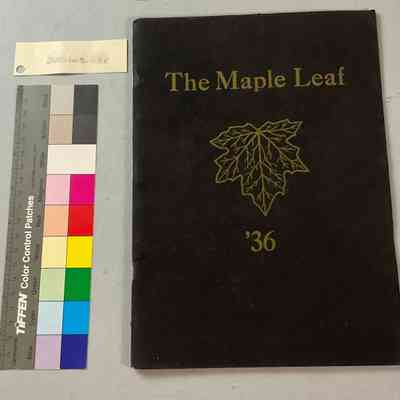 The Maple Leaf
'36
TIFFEN Color Control Patches